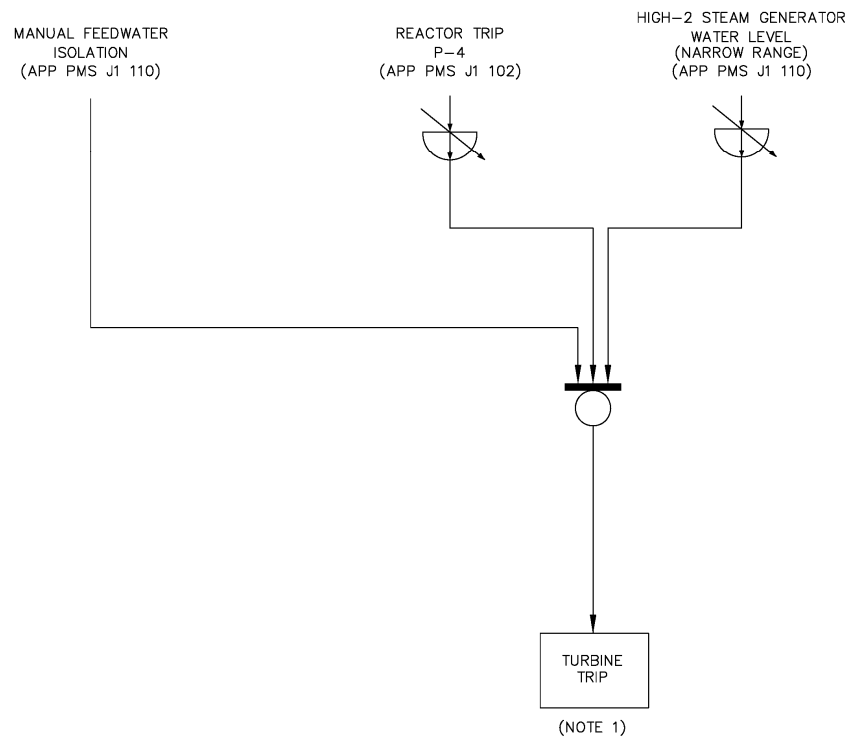 MANUAL FEEDWATER
ISOLATION
(APP PMS J1 110)
REACTOR TRIP
P-4
(APP PMS J1 102)
HIGH-2 STEAM GENERATOR
WATER LEVEL
(NARROW RANGE)
(APP PMS J1 110)
TURBINE
TRIP
(NOTE 1)